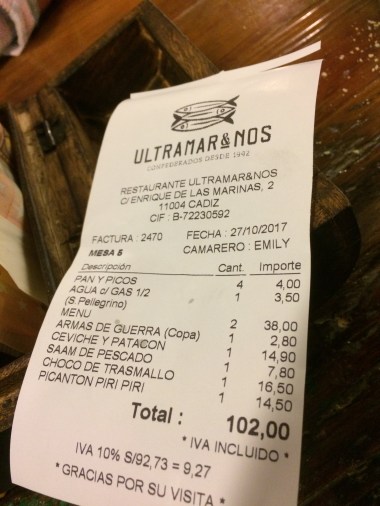 ULTRAMAR&NOS
CONFEDERADOS DESDE 1992
RESTAURANTE ULTRAMAR&NOS
C/ ENRIQUE DE LAS MARINAS, 2
11004 CADIZ
CIF : B-72230592
FACTURA : 2470 FECHA : 27/10/2017
MESA 5 CAMARERO : EMILY
Descripción Cant. Importe
PAN Y PICOS 4 4,00
AGUA c/ GAS 1/2 1 3,50
(S.Pellegrino)
MENU 2 38,00
ARMAS DE GUERRA (Copa) 1 2,80
CEVICHE Y PATACON 1 14,90
SAAM DE PESCADO 1 7,80
CHOCO DE TRASMALLO 1 16,50
PICANTON PIRI PIRI 1 14,50
Total : 102,00
* IVA INCLUIDO *
IVA 10% S/92,73 = 9,27
* GRACIAS POR SU VISITA *